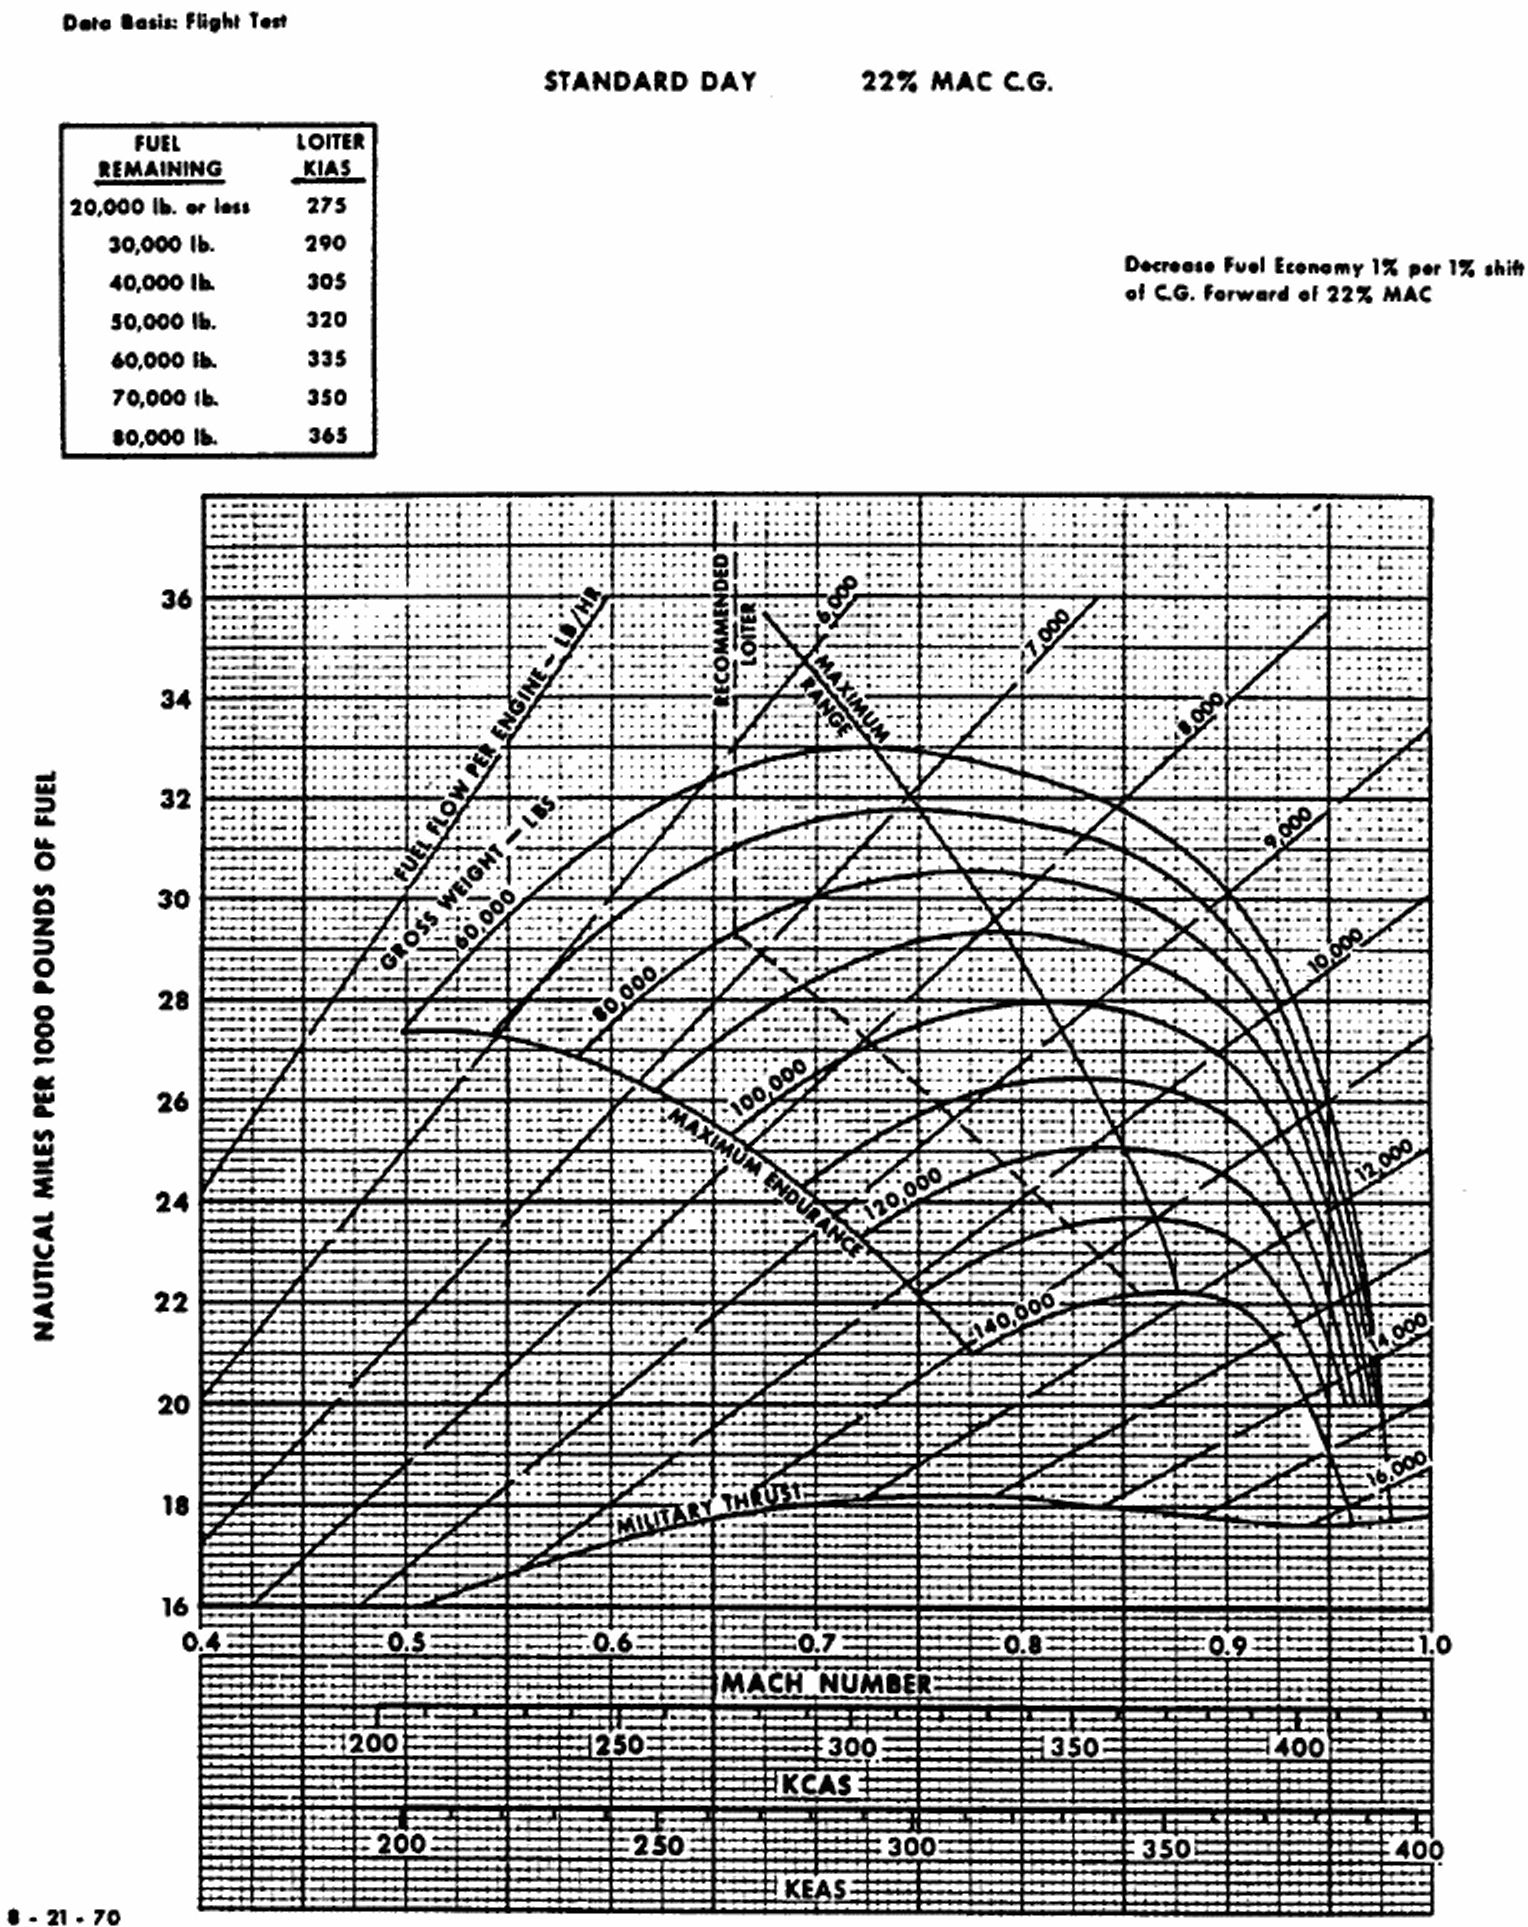 Data Basis: Flight Test
STANDARD DAY 22% MAC C.G.
FUEL REMAINING LOITER KIAS
20,000 lb. or less 275
30,000 lb. 290
40,000 lb. 305
50,000 lb. 320
60,000 lb. 335
70,000 lb. 350
80,000 lb. 365
Decrease Fuel Economy 1% per 1% shift
of C.G. Forward of 22% MAC
NAUTICAL MILES PER 1000 POUNDS OF FUEL
36
34
32
30
28
26
24
22
20
18
16
FUEL FLOW PER ENGINE - LB/HR
GROSS WEIGHT - LBS
RECOMMENDED
LOITER
MAXIMUM
RANGE
6,000
7,000
8,000
9,000
10,000
12,000
14,000
16,000
60,000
80,000
100,000
120,000
140,000
MAXIMUM ENDURANCE
MILITARY THRUST
0.4 0.5 0.6 0.7 0.8 0.9 1.0
MACH NUMBER
200 250 300 350 400
KCAS
200 250 300 350 400
KEAS
8 - 21 - 70